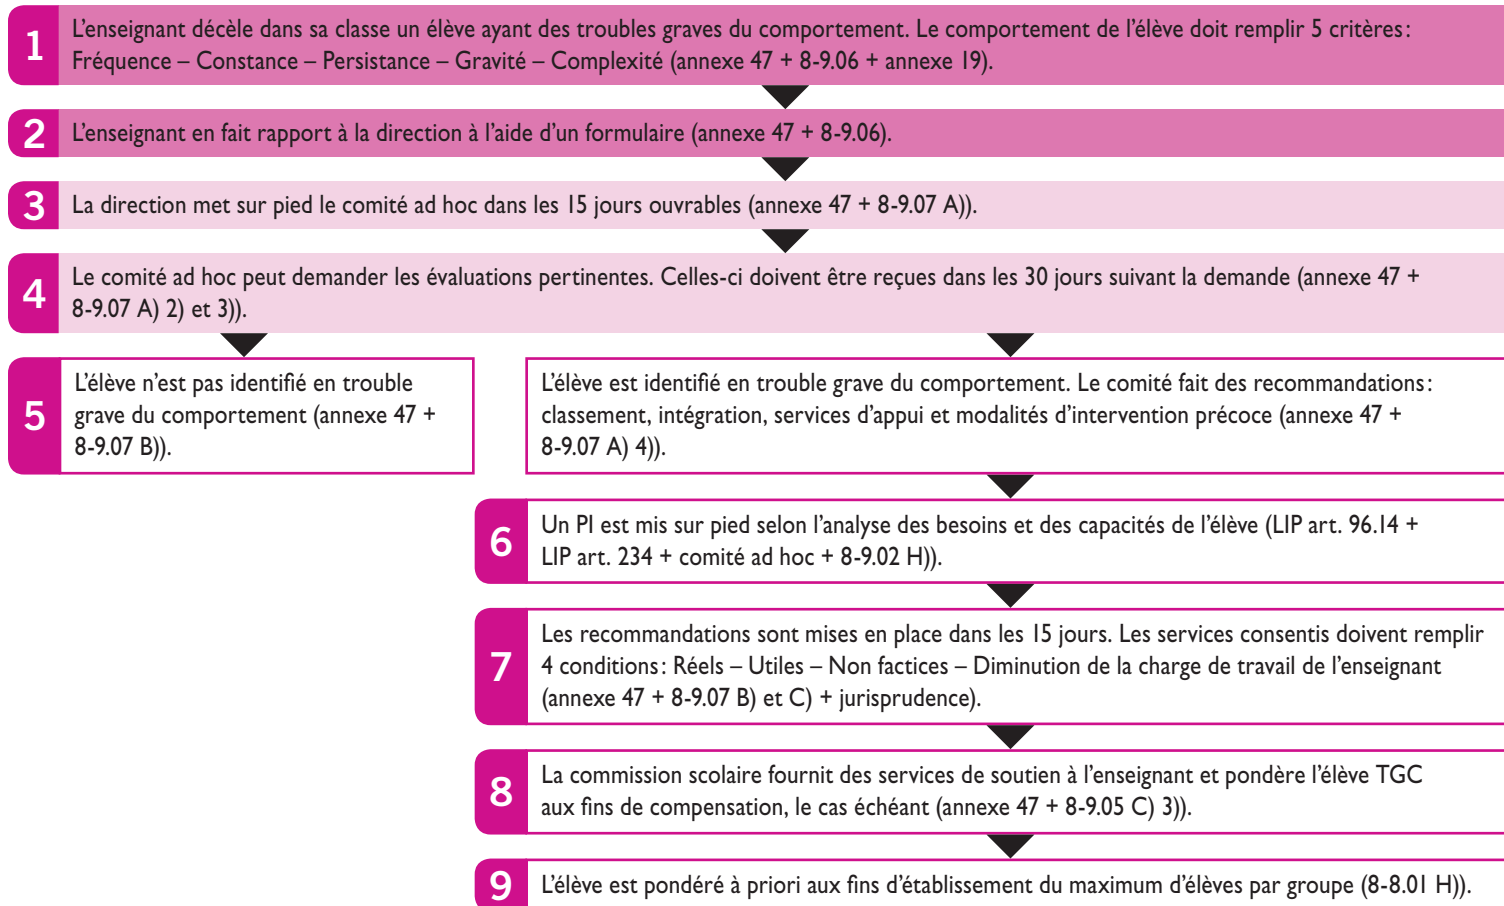 1
L'enseignant décèle dans sa classe un élève ayant des troubles graves du comportement. Le comportement de l'élève doit remplir 5 critères:
Fréquence – Constance – Persistance – Gravité – Complexité (annexe 47 + 8-9.06 + annexe 19).
2
L'enseignant en fait rapport à la direction à l'aide d'un formulaire (annexe 47 + 8-9.06).
3
La direction met sur pied le comité ad hoc dans les 15 jours ouvrables (annexe 47 + 8-9.07 A)).
4
Le comité ad hoc peut demander les évaluations pertinentes. Celles-ci doivent être reçues dans les 30 jours suivant la demande (annexe 47 +
8-9.07 A) 2) et 3)).
5
L'élève n'est pas identifié en trouble
grave du comportement (annexe 47 +
8-9.07 B)).
L'élève est identifié en trouble grave du comportement. Le comité fait des recommandations:
classement, intégration, services d'appui et modalités d'intervention précoce (annexe 47 +
8-9.07 A) 4)).
6
Un PI est mis sur pied selon l'analyse des besoins et des capacités de l'élève (LIP art. 96.14 +
LIP art. 234 + comité ad hoc + 8-9.02 H)).
7
Les recommandations sont mises en place dans les 15 jours. Les services consentis doivent remplir
4 conditions: Réels – Utiles – Non factices – Diminution de la charge de travail de l'enseignant
(annexe 47 + 8-9.07 B) et C) + jurisprudence).
8
La commission scolaire fournit des services de soutien à l'enseignant et pondère l'élève TGC
aux fins de compensation, le cas échéant (annexe 47 + 8-9.05 C) 3)).
9
L'élève est pondéré à priori aux fins d'établissement du maximum d'élèves par groupe (8-8.01 H)).